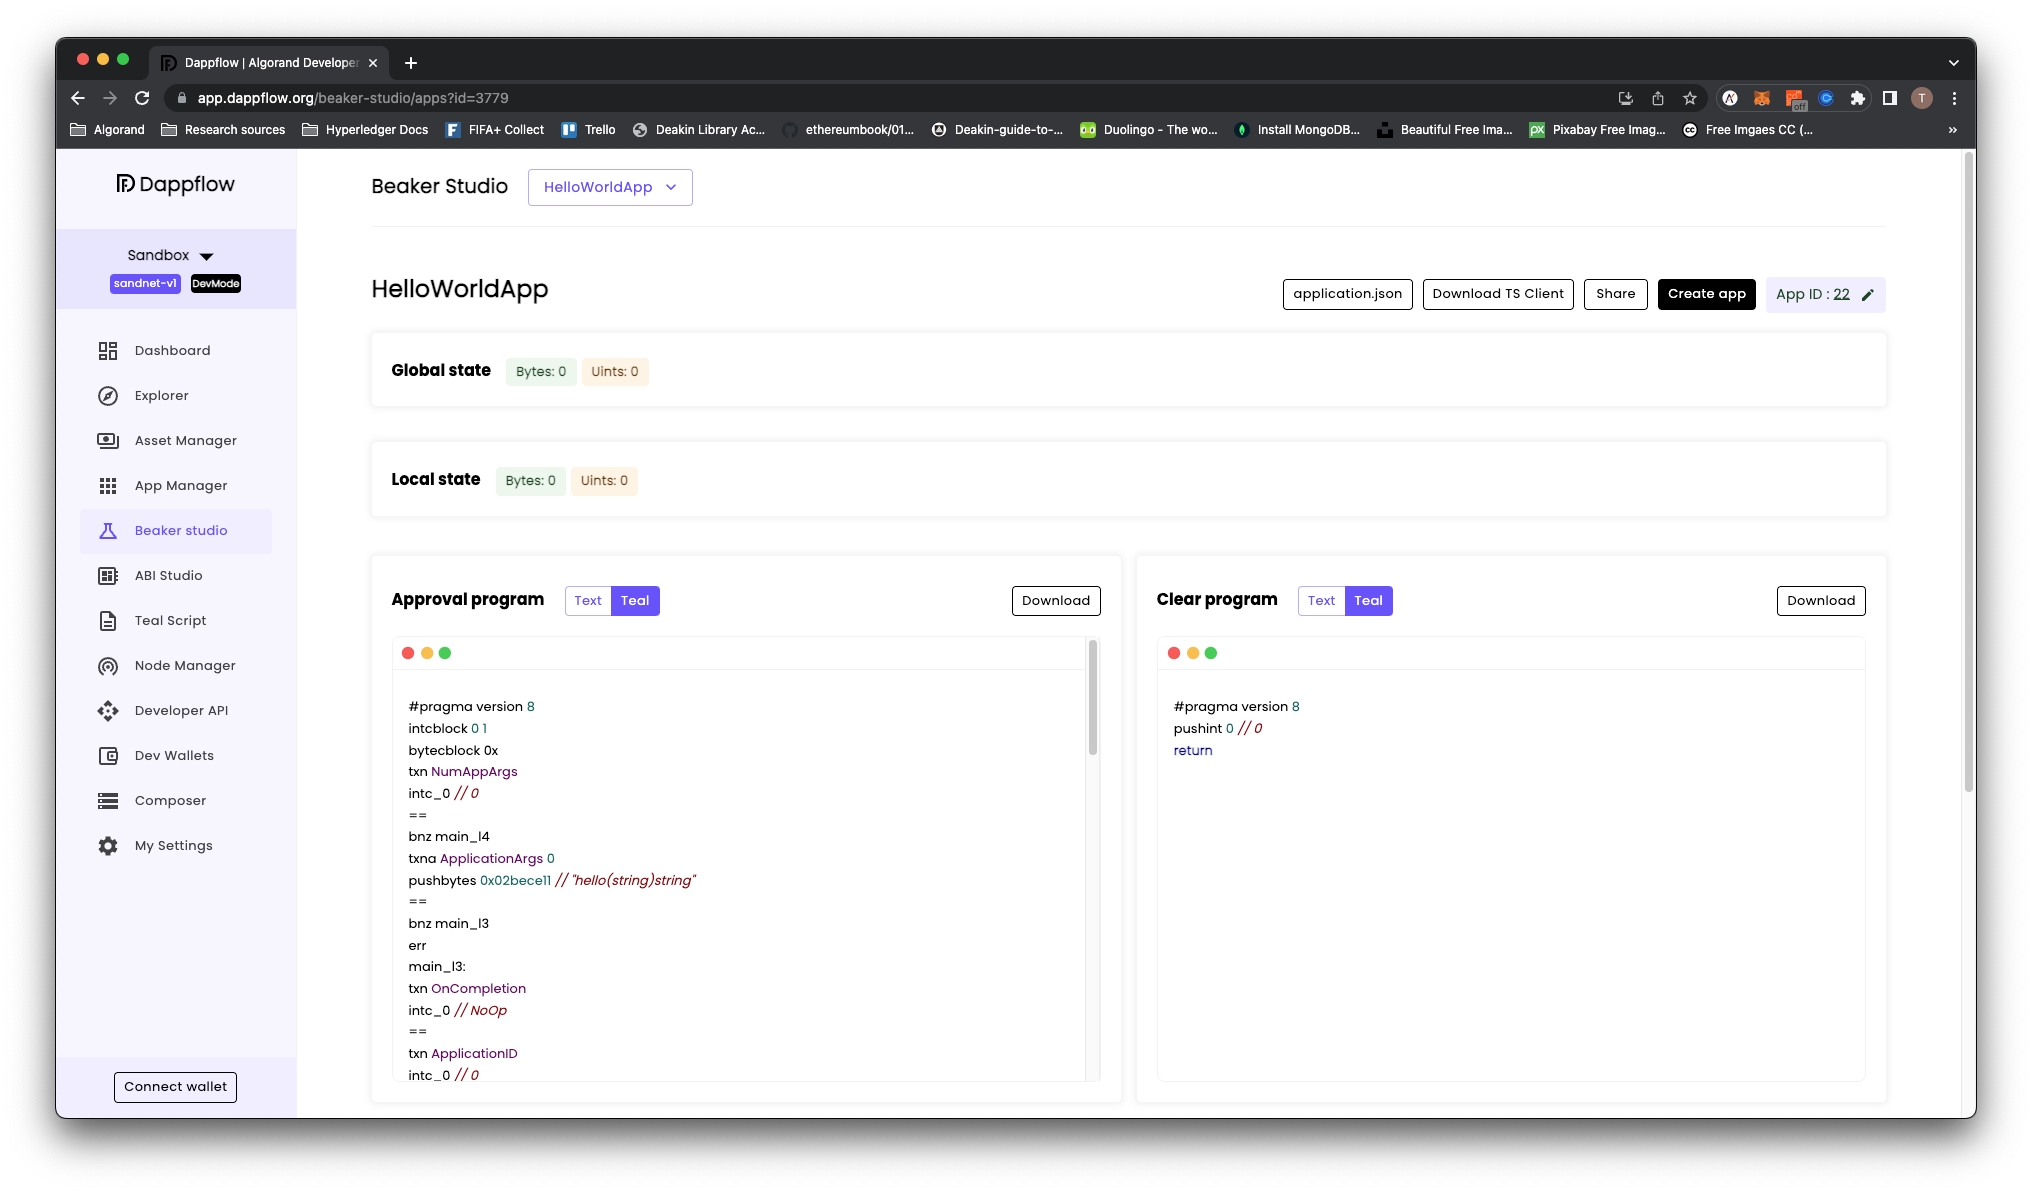 Dappflow | Algorand Developer
app.dappflow.org/beaker-studio/apps?id=3779
off
T
Algorand
Research sources
Hyperledger Docs
FIFA+ Collect
Trello
Deakin Library Ac...
ethereumbook/01...
Deakin-guide-to-...
Duolingo - The wo...
Install MongoDB...
Beautiful Free Ima...
Pixabay Free Imag...
Free Imgaes CC (...
»
Dappflow
Sandbox
sandnet-v1
DevMode
Dashboard
Explorer
Asset Manager
App Manager
Beaker studio
ABI Studio
Teal Script
Node Manager
Developer API
Dev Wallets
Composer
My Settings
Connect wallet
Beaker Studio
HelloWorldApp
HelloWorldApp
application.json
Download TS Client
Share
Create app
App ID : 22
Global state
Bytes: 0
Uints: 0
Local state
Bytes: 0
Uints: 0
Approval program
Text
Teal
Download
#pragma version 8
intcblock 0 1
bytecblock 0x
txn NumAppArgs
intc_0 // 0
==
bnz main_l4
txna ApplicationArgs 0
pushbytes 0x02bece11 // "hello(string)string"
==
bnz main_l3
err
main_l3:
txn OnCompletion
intc_0 // NoOp
==
txn ApplicationID
intc_0 // 0
Clear program
Text
Teal
Download
#pragma version 8
pushint 0 // 0
return